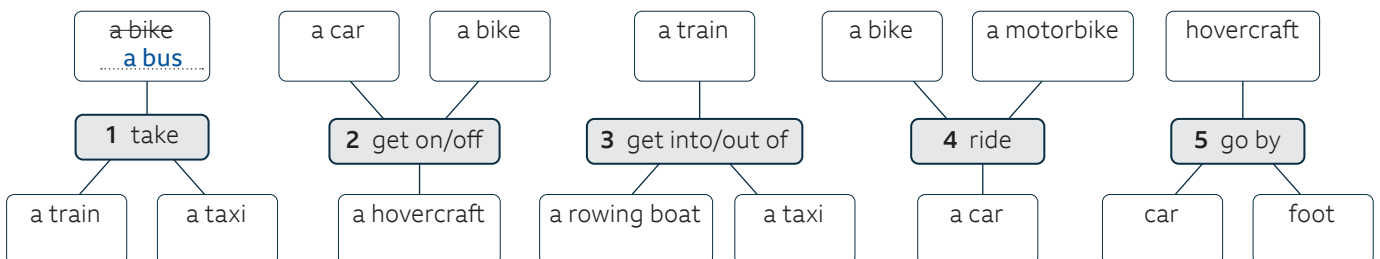 a bike
a bus
a car
a bike
a train
a bike
a motorbike
hovercraft
1 take
2 get on/off
3 get into/out of
4 ride
5 go by
a train
a taxi
a hovercraft
a rowing boat
a taxi
a car
car
foot